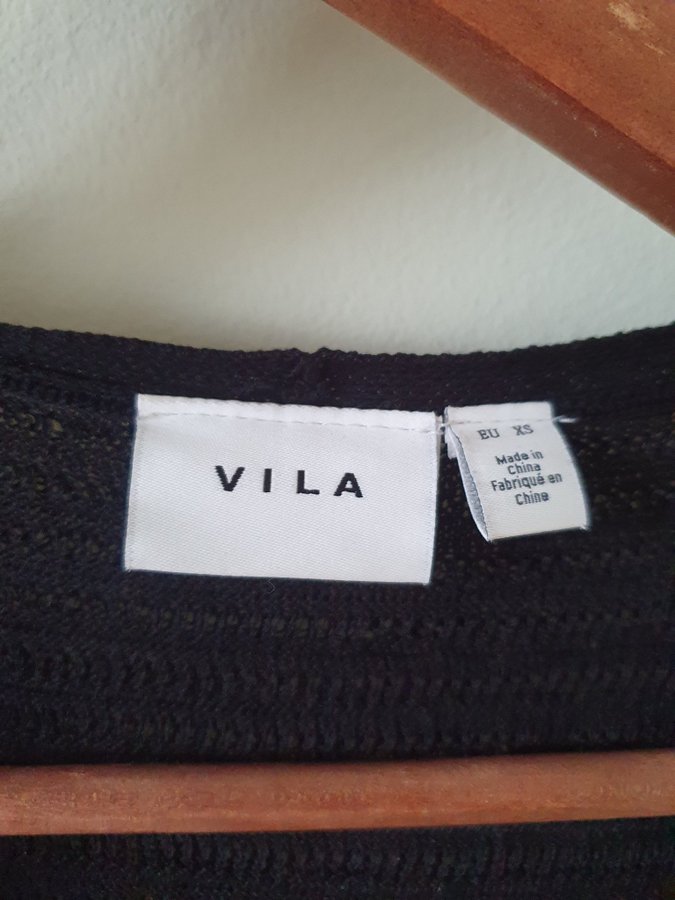 VILA
EU XS
Made in
China
Fabriqué en
Chine